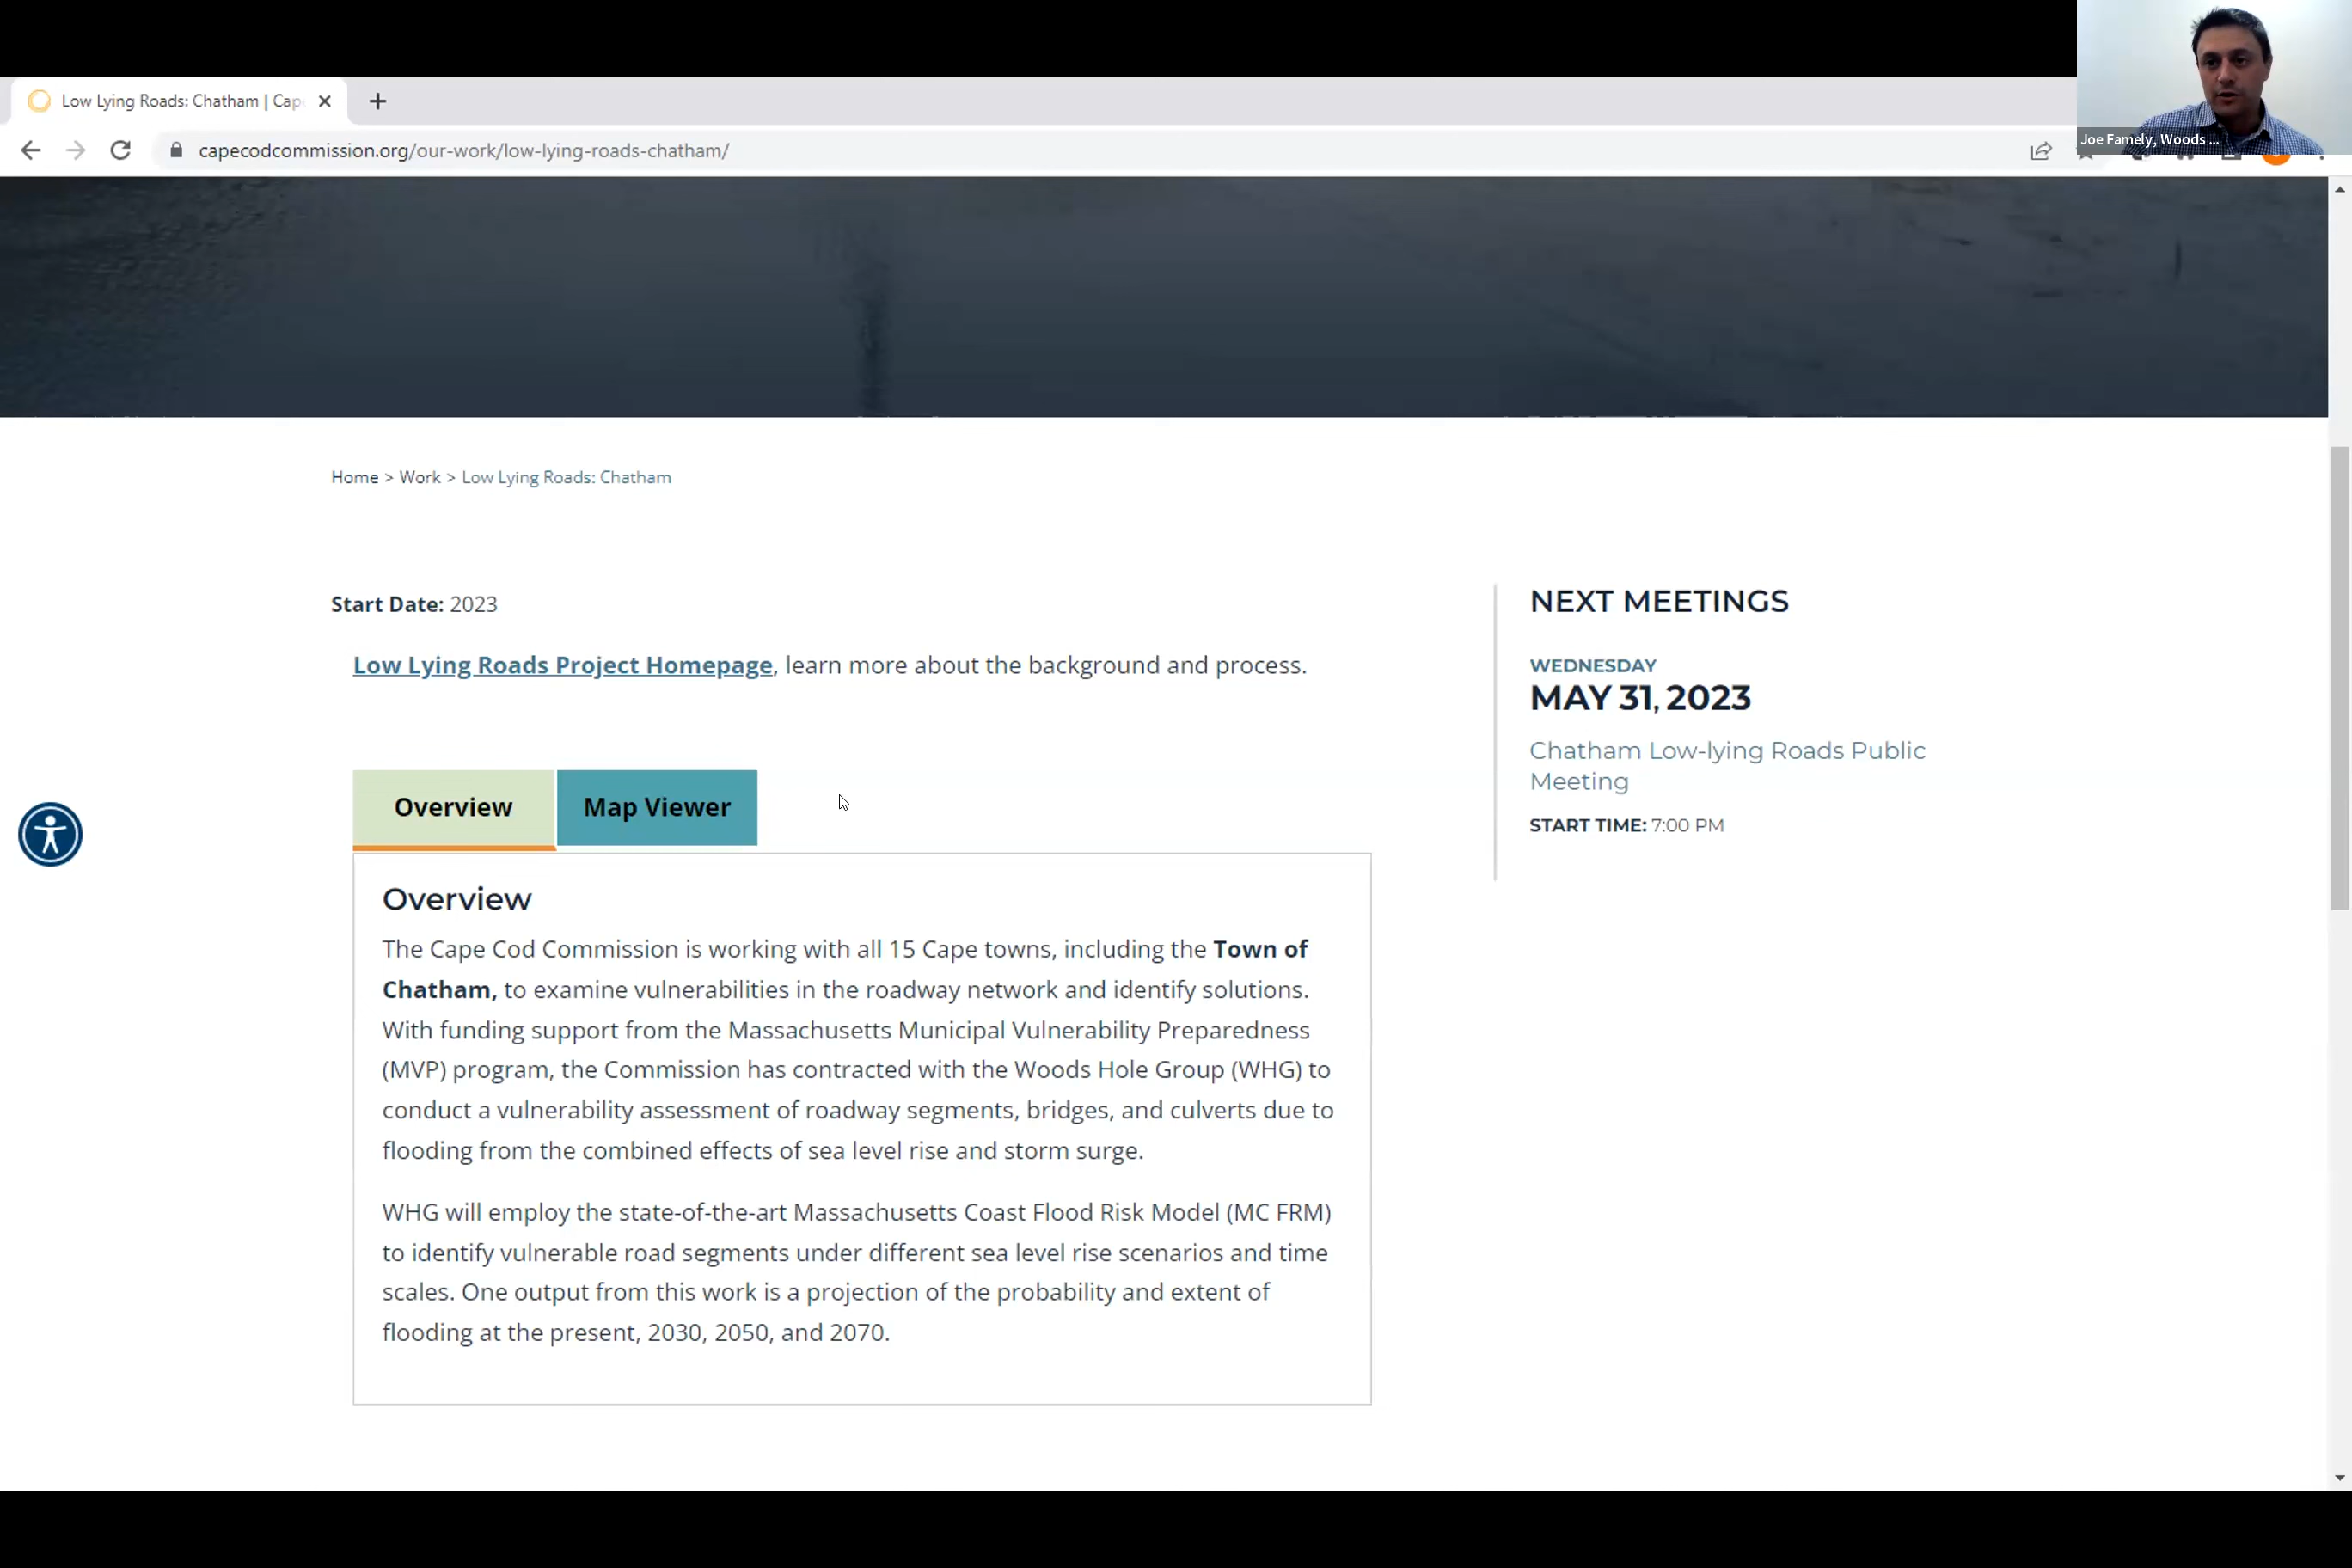 Joe Famely, Woods ...
Low Lying Roads: Chatham | Cap
capecodcommission.org/our-work/low-lying-roads-chatham/
Home > Work > Low Lying Roads: Chatham
Start Date: 2023
Low Lying Roads Project Homepage, learn more about the background and process.
Overview
Map Viewer
Overview
The Cape Cod Commission is working with all 15 Cape towns, including the Town of
Chatham, to examine vulnerabilities in the roadway network and identify solutions.
With funding support from the Massachusetts Municipal Vulnerability Preparedness
(MVP) program, the Commission has contracted with the Woods Hole Group (WHG) to
conduct a vulnerability assessment of roadway segments, bridges, and culverts due to
flooding from the combined effects of sea level rise and storm surge.
WHG will employ the state-of-the-art Massachusetts Coast Flood Risk Model (MC FRM)
to identify vulnerable road segments under different sea level rise scenarios and time
scales. One output from this work is a projection of the probability and extent of
flooding at the present, 2030, 2050, and 2070.
NEXT MEETINGS
WEDNESDAY
MAY 31, 2023
Chatham Low-lying Roads Public
Meeting
START TIME: 7:00 PM